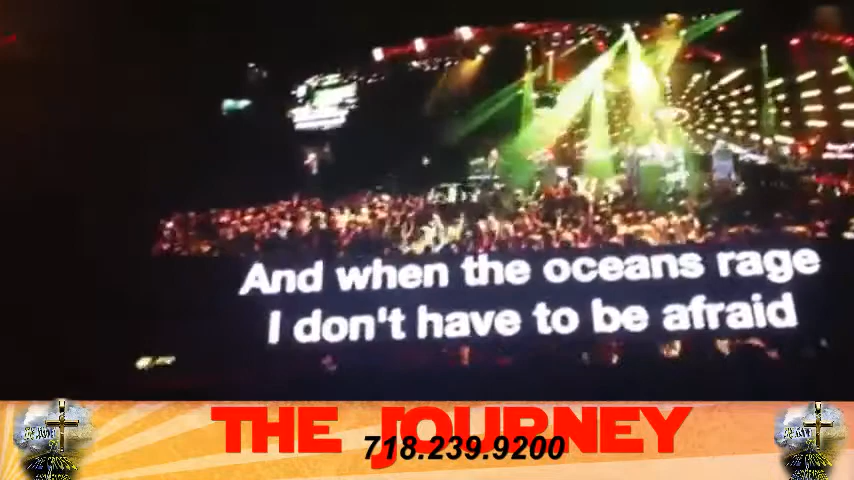 And when the oceans rage
I don't have to be afraid
THE JOURNEY
718.239.9200